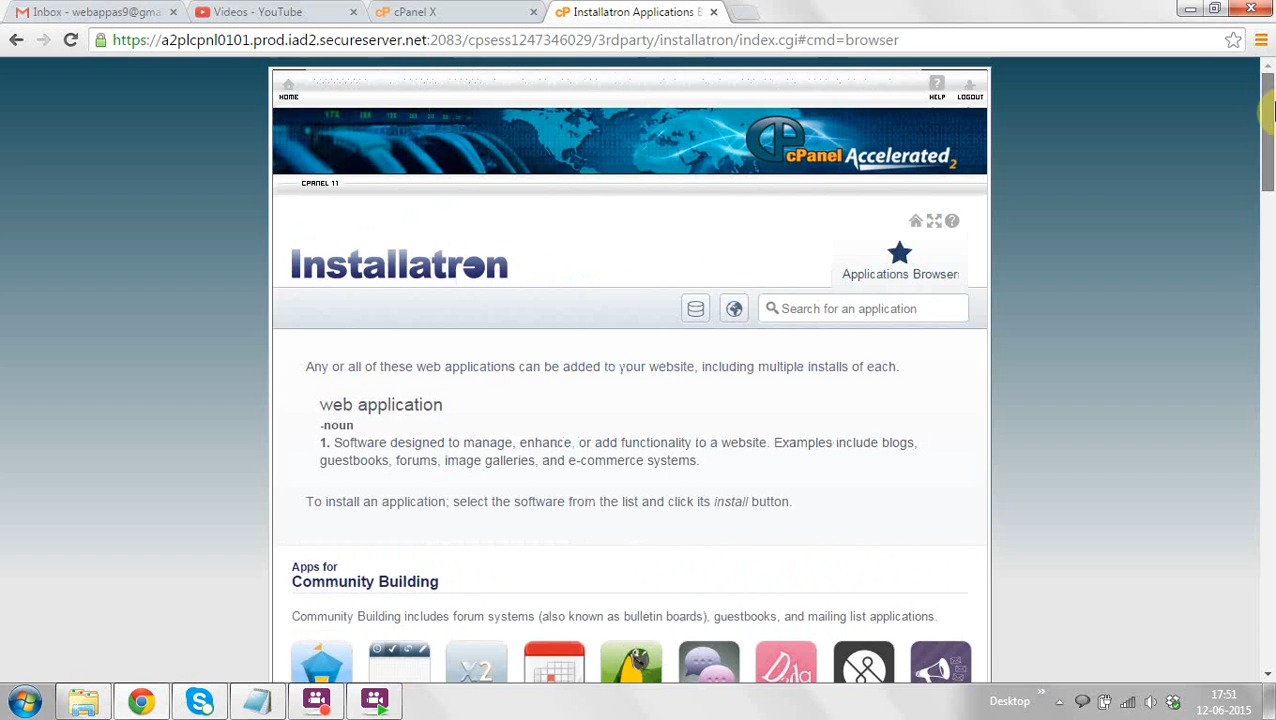 Inbox - webappas9@gma
Videos - YouTube
cPanel X
Installatron Applications B
https://a2plcpnl0101.prod.iad2.secureserver.net:2083/cpsess1247346029/3rdparty/installatron/index.cgi#cmd=browser
HOME
HELP
LOGOUT
cPanel Accelerated2
CPANEL 11
Installatron
Applications Browser
Search for an application
Any or all of these web applications can be added to your website, including multiple installs of each.
web application
-noun
1. Software designed to manage, enhance, or add functionality to a website. Examples include blogs,
guestbooks, forums, image galleries, and e-commerce systems.
To install an application; select the software from the list and click its install button.
Apps for
Community Building
Community Building includes forum systems (also known as bulletin boards), guestbooks, and mailing list applications.
x2
Desktop
17:51
12-06-2015